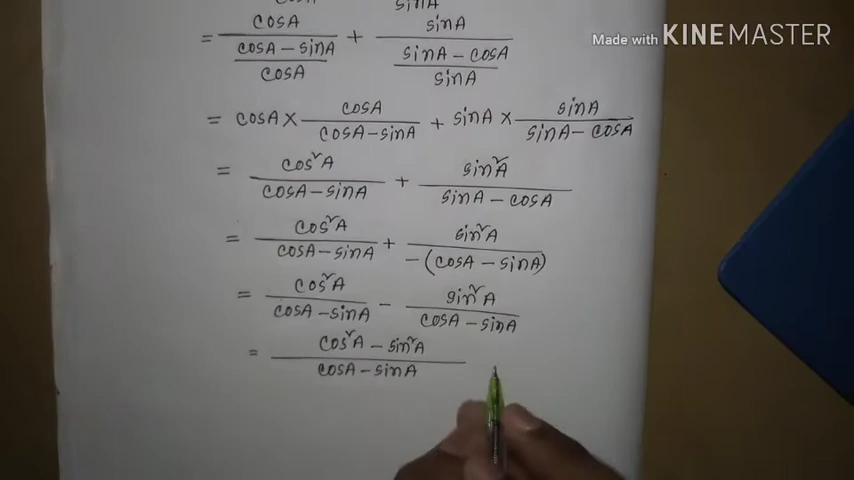 Made with KINEMASTER
cosA sinA
= cosA / ((cosA - sinA) / cosA) + sinA / ((sinA - cosA) / sinA)
= cosA × cosA / (cosA - sinA) + sinA × sinA / (sinA - cosA)
= cos²A / (cosA - sinA) + sin²A / (sinA - cosA)
= cos²A / (cosA - sinA) + sin²A / -(cosA - sinA)
= cos²A / (cosA - sinA) - sin²A / (cosA - sinA)
= (cos²A - sin²A) / (cosA - sinA)